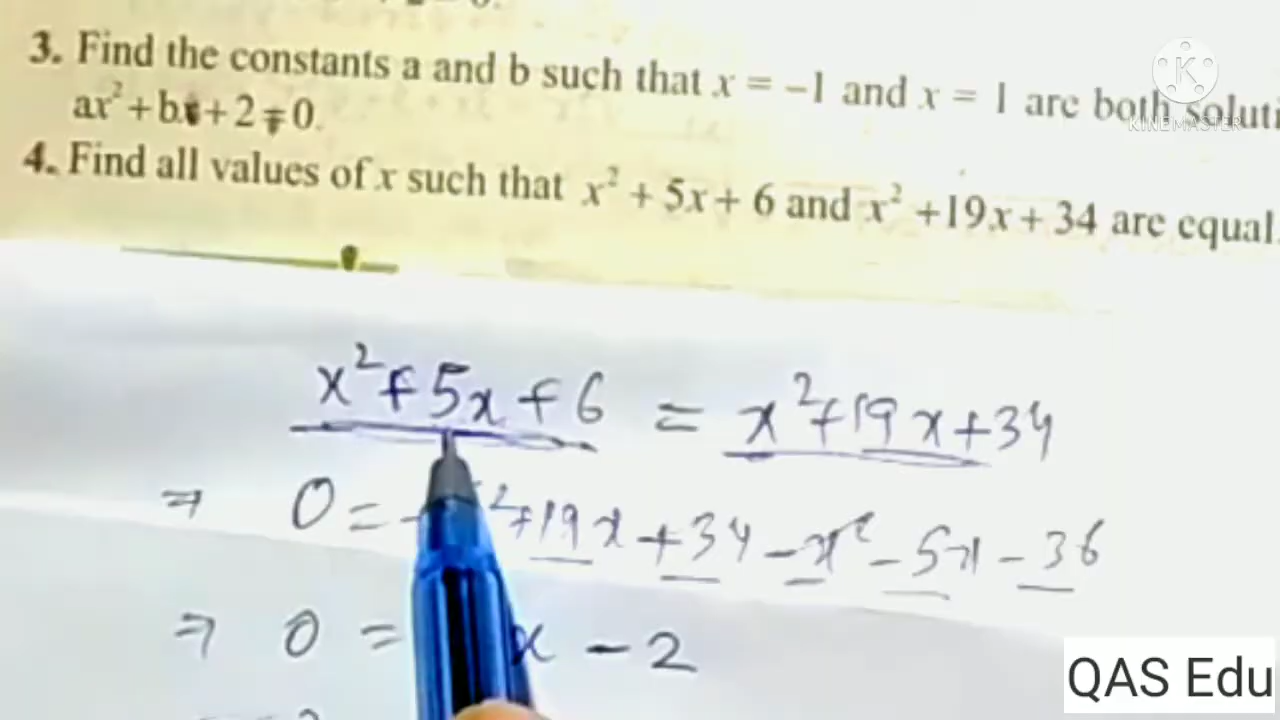 3. Find the constants a and b such that x = −1 and x = 1 are both
ax² + bx + 2 = 0.
4. Find all values of x such that x² + 5x + 6 and x² + 19x + 34 are equal.
KINEMASTER
x² + 5x + 6 = x² + 19x + 34
⇒ 0 = ² + 19x + 34 − x² − 5x − 36
⇒ 0 = x − 2
QAS Edu